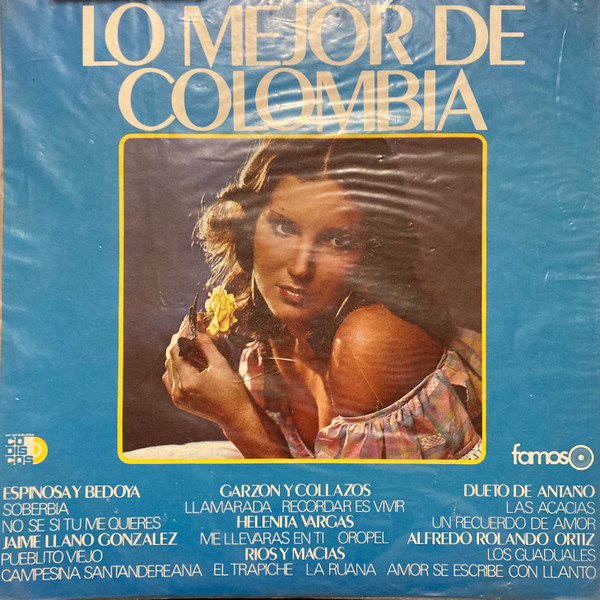 LO MEJOR DE
COLOMBIA
CO
DIS
COS
famoso
ESPINOSA Y BEDOYA
SOBERBIA
NO SE SI TU ME QUIERES
JAIME LLANO GONZALEZ
PUEBLITO VIEJO
CAMPESINA SANTANDEREANA
GARZON Y COLLAZOS
LLAMARADA RECORDAR ES VIVIR
HELENITA VARGAS
ME LLEVARAS EN TI OROPEL
RIOS Y MACIAS
EL TRAPICHE LA RUANA
DUETO DE ANTAÑO
LAS ACACIAS
UN RECUERDO DE AMOR
ALFREDO ROLANDO ORTIZ
LOS GUADUALES
AMOR SE ESCRIBE CON LLANTO